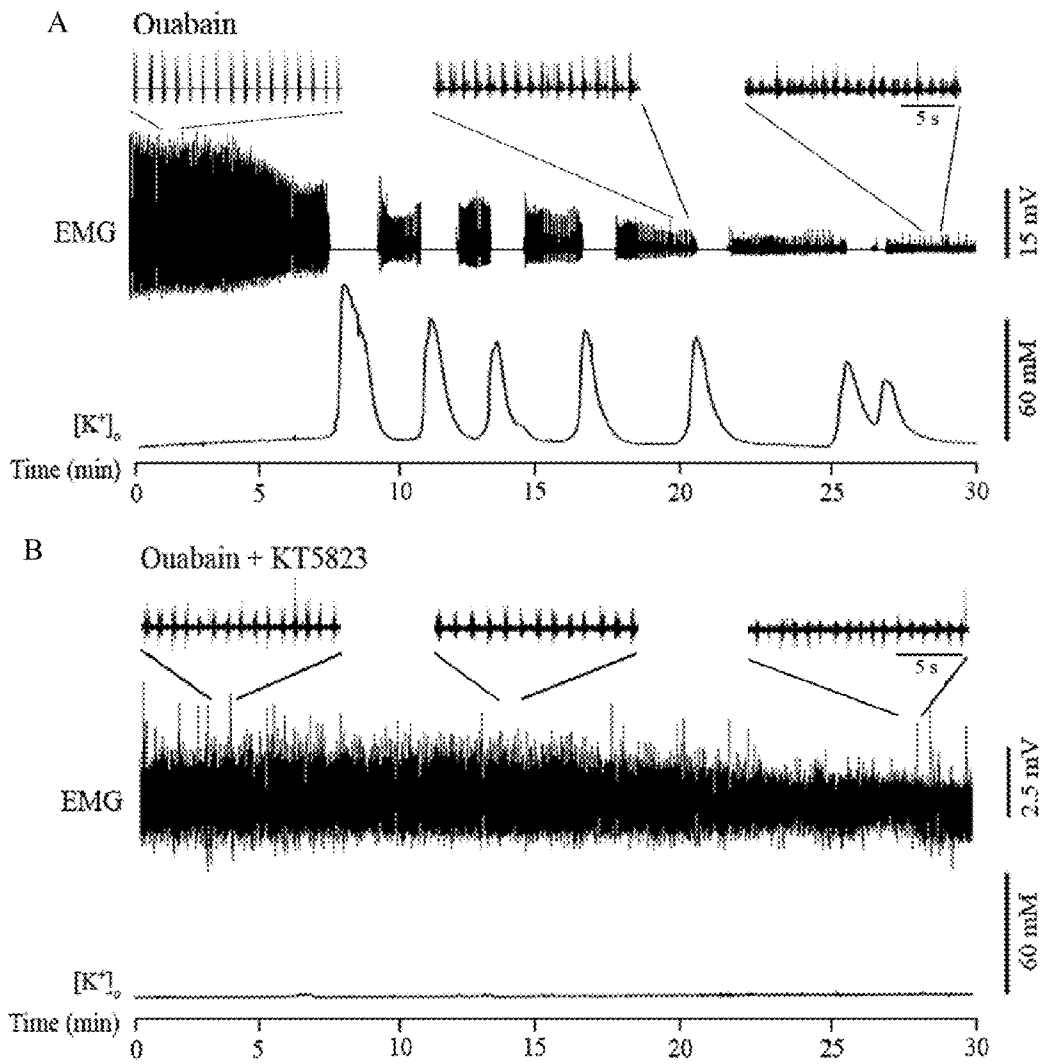 A
Ouabain
5 s
EMG
15 mV
60 mM
[K⁺]ₒ
Time (min)
0 5 10 15 20 25 30
B
Ouabain + KT5823
5 s
EMG
2.5 mV
60 mM
[K⁺]ₒ
Time (min)
0 5 10 15 20 25 30